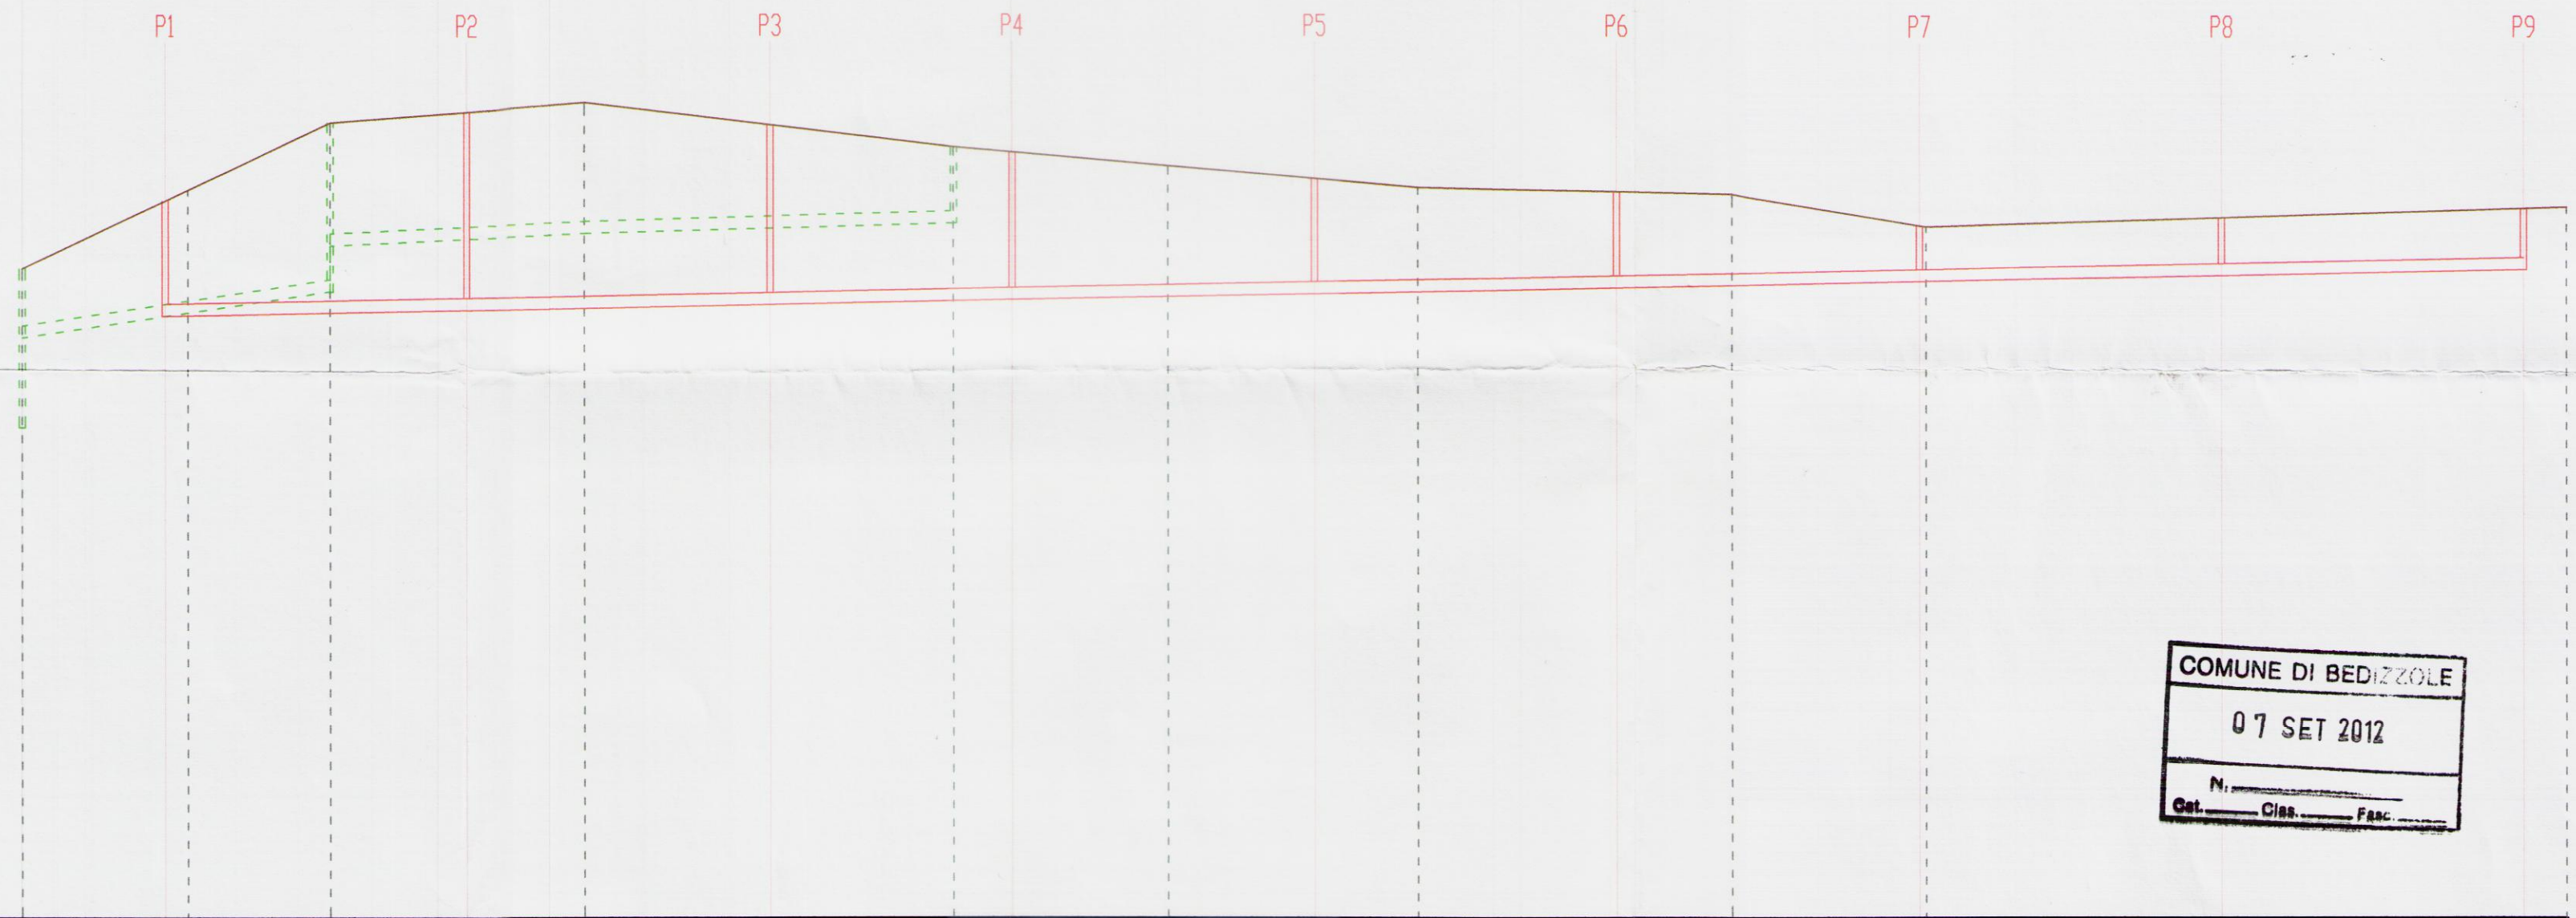 P1 P2 P3 P4 P5 P6 P7 P8 P9
COMUNE DI BEDIZZOLE
07 SET 2012
N.
Cat. Clas. Fasc.